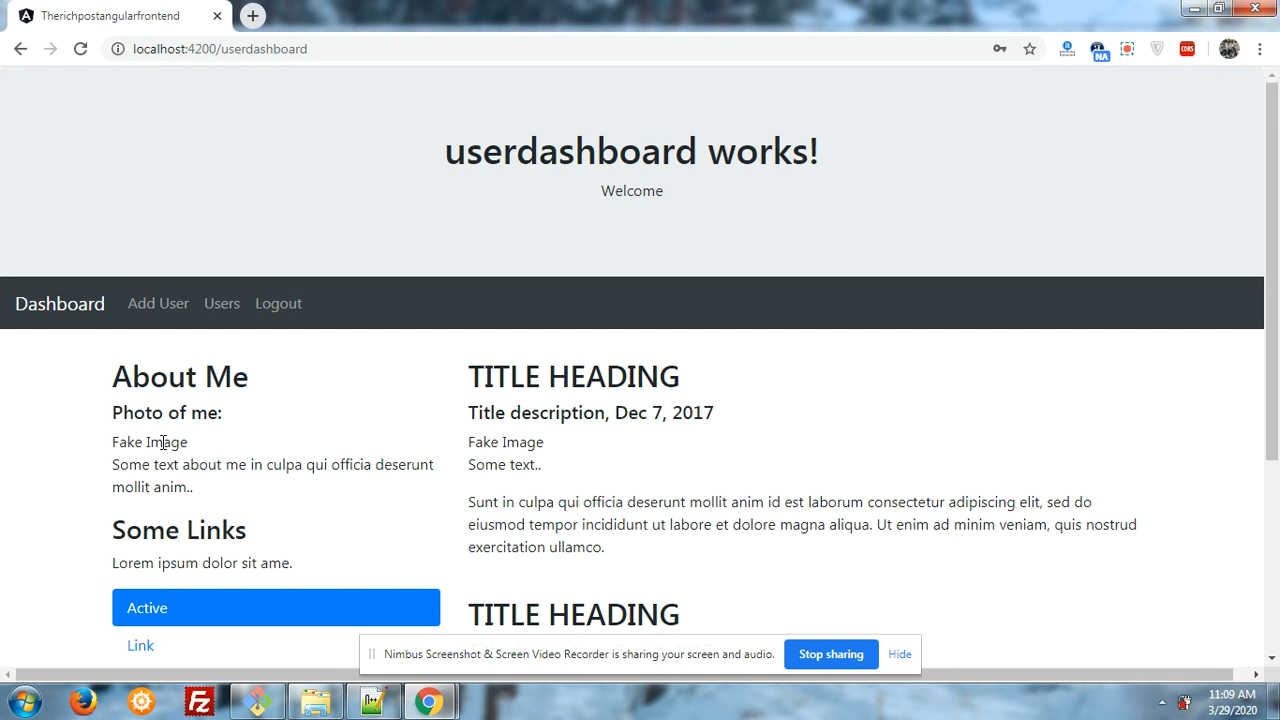 Therichpostangularfrontend
localhost:4200/userdashboard
NA
CORS
userdashboard works!
Welcome
Dashboard Add User Users Logout
About Me
Photo of me:
Fake Image
Some text about me in culpa qui officia deserunt
mollit anim..
Some Links
Lorem ipsum dolor sit ame.
Active
Link
TITLE HEADING
Title description, Dec 7, 2017
Fake Image
Some text..
Sunt in culpa qui officia deserunt mollit anim id est laborum consectetur adipiscing elit, sed do
eiusmod tempor incididunt ut labore et dolore magna aliqua. Ut enim ad minim veniam, quis nostrud
exercitation ullamco.
TITLE HEADING
Nimbus Screenshot & Screen Video Recorder is sharing your screen and audio. Stop sharing Hide
11:09 AM
3/29/2020